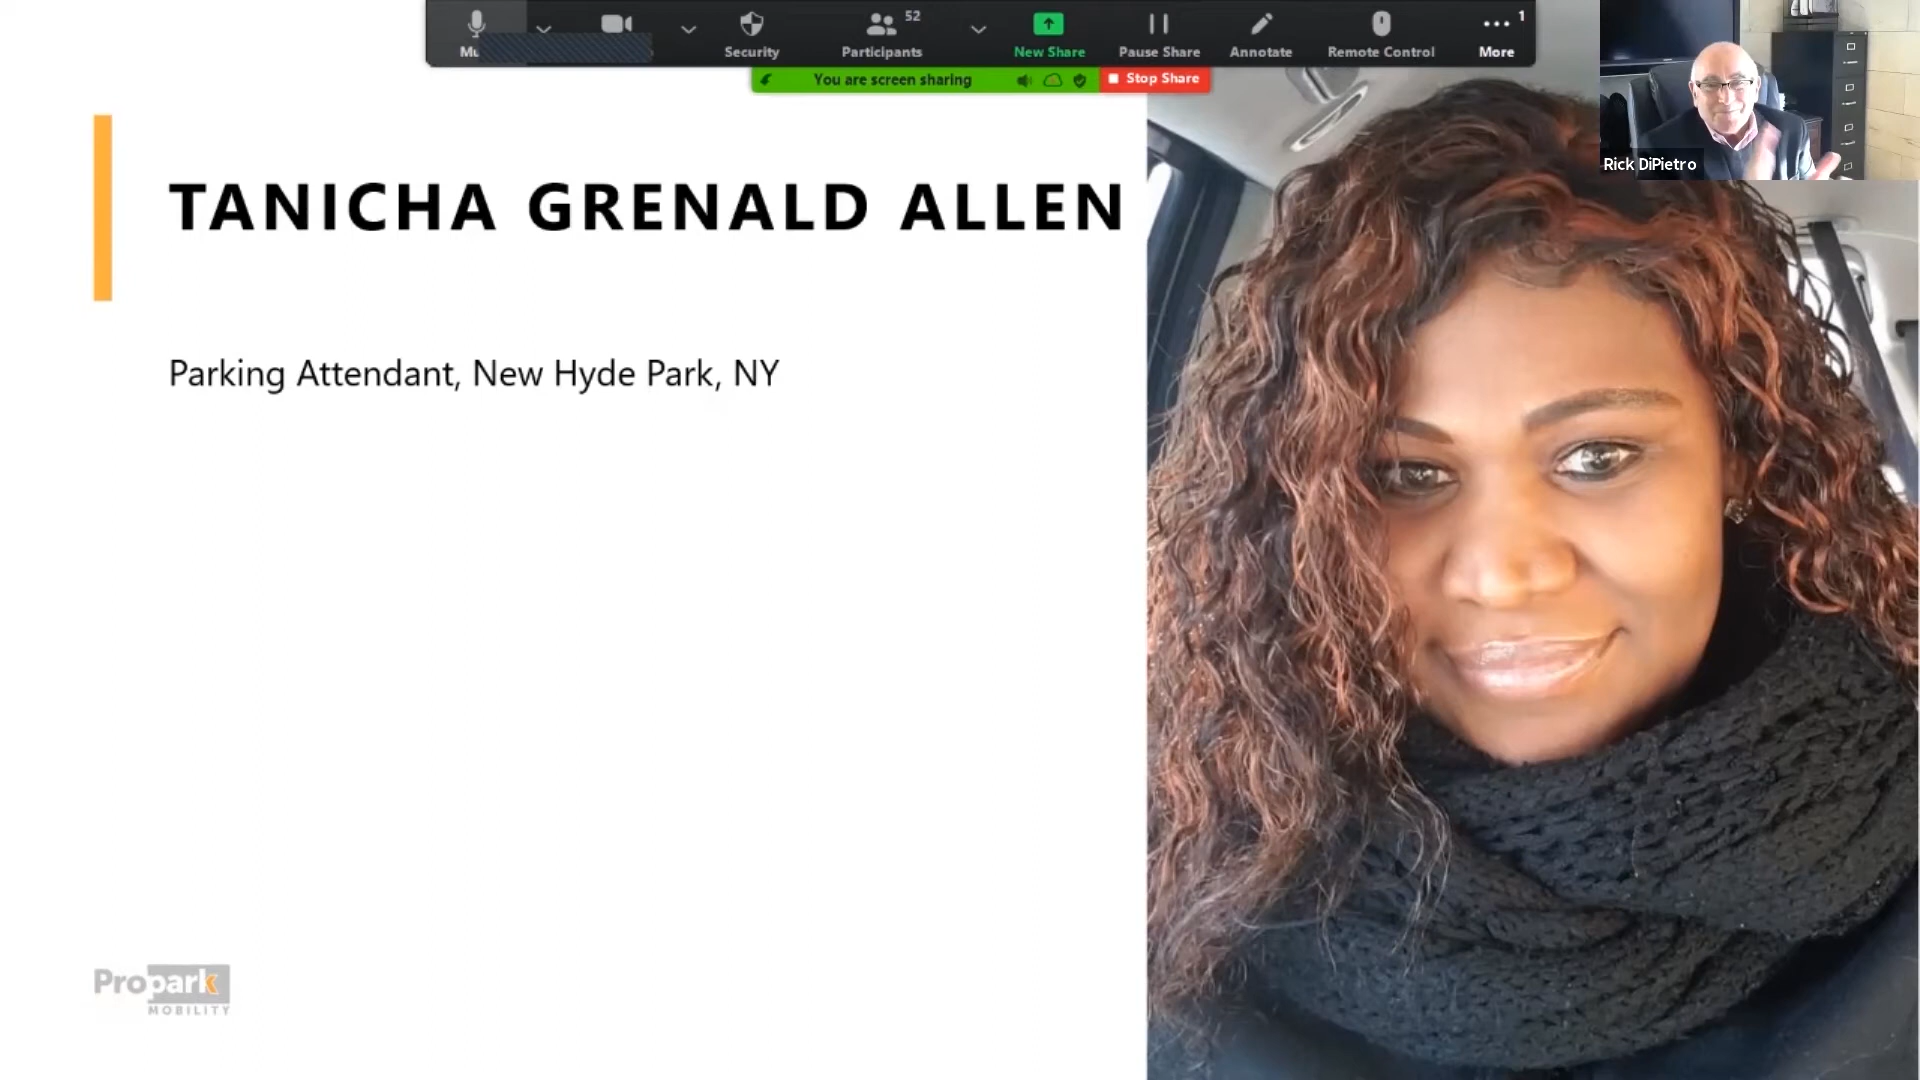 Security
Participants 52
New Share
Pause Share
Annotate
Remote Control
More 1
You are screen sharing
Stop Share
Rick DiPietro
TANICHA GRENALD ALLEN
Parking Attendant, New Hyde Park, NY
Propark
MOBILITY